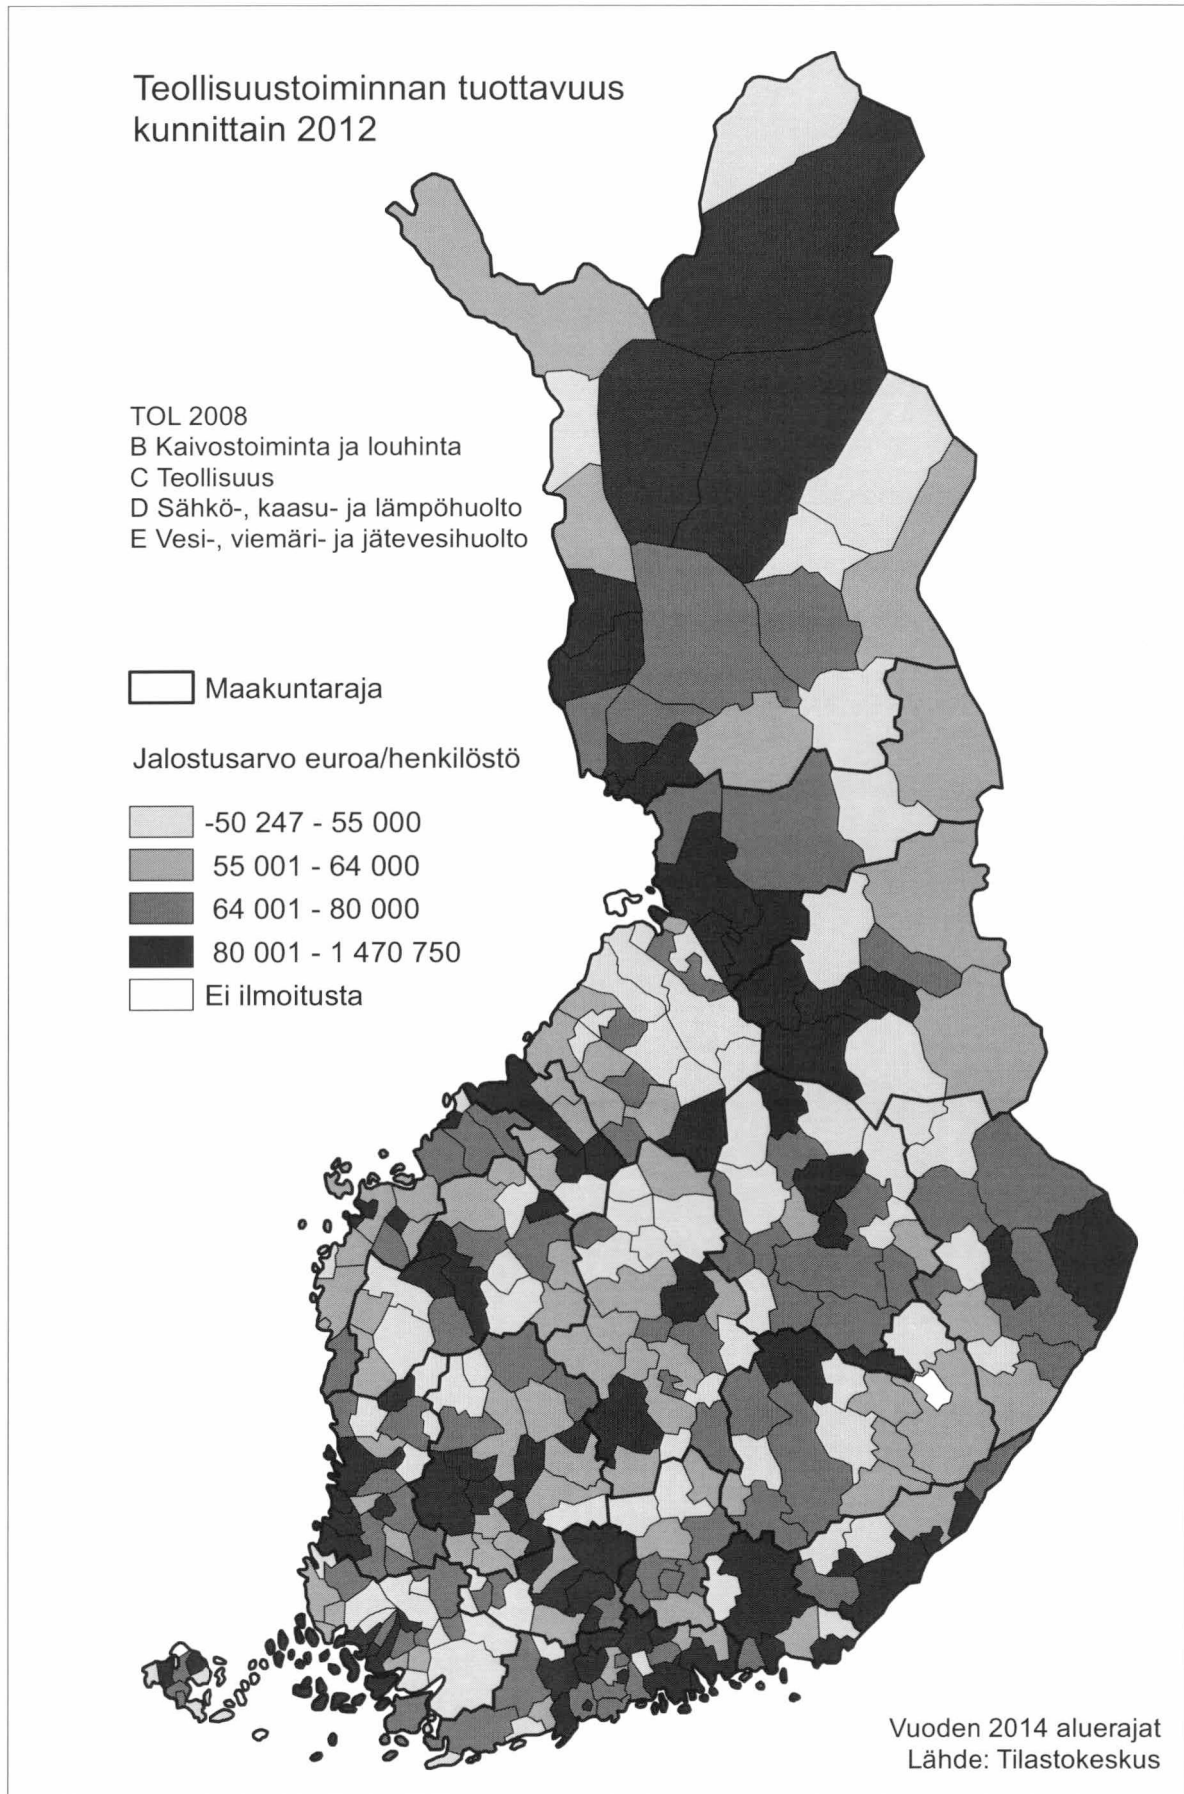 Teollisuustoiminnan tuottavuus
kunnittain 2012
TOL 2008
B Kaivostoiminta ja louhinta
C Teollisuus
D Sähkö-, kaasu- ja lämpöhuolto
E Vesi-, viemäri- ja jätevesihuolto
Maakuntaraja
Jalostusarvo euroa/henkilöstö
-50 247 - 55 000
55 001 - 64 000
64 001 - 80 000
80 001 - 1 470 750
Ei ilmoitusta
Vuoden 2014 aluerajat
Lähde: Tilastokeskus